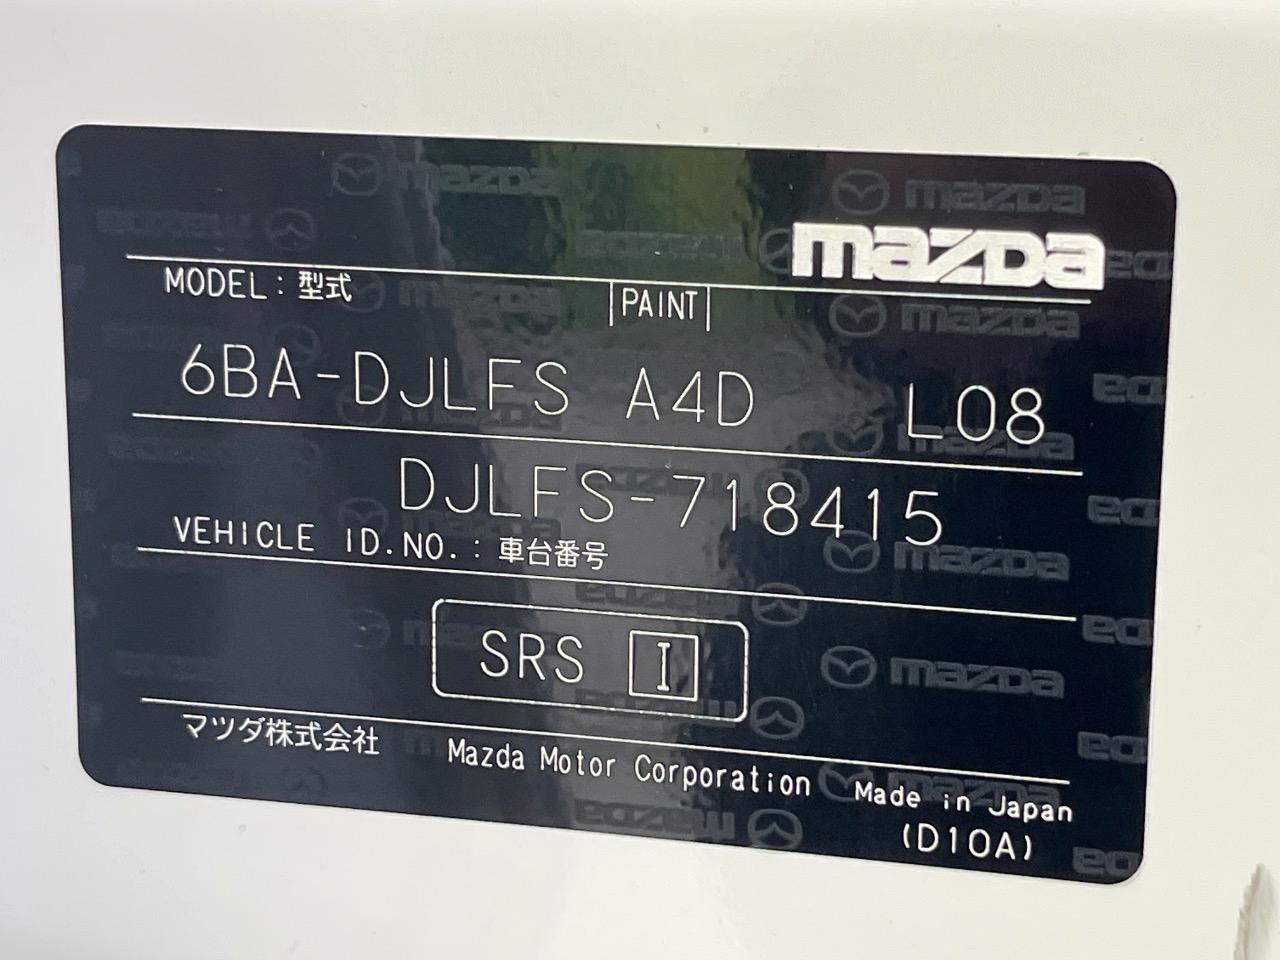 mazda
MODEL : 型式 PAINT
6BA-DJLFS A4D L08
DJLFS-718415
VEHICLE ID.NO. : 車台番号
SRS I
マツダ株式会社 Mazda Motor Corporation Made in Japan
(D10A)